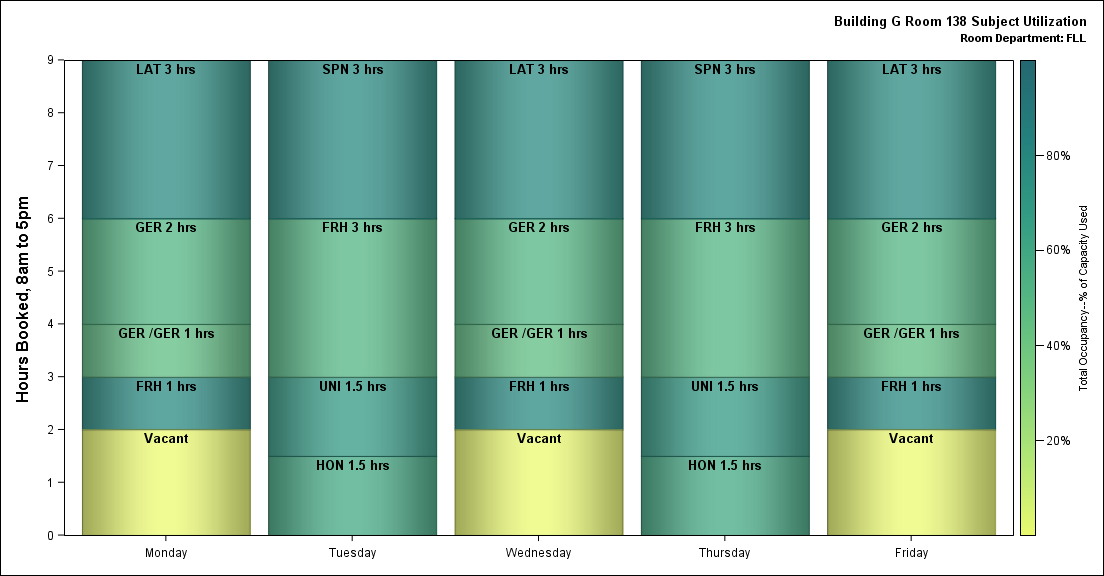 Building G Room 138 Subject Utilization
Room Department: FLL
Hours Booked, 8am to 5pm
9
8
7
6
5
4
3
2
1
0
LAT 3 hrs
GER 2 hrs
GER /GER 1 hrs
FRH 1 hrs
Vacant
Monday
SPN 3 hrs
FRH 3 hrs
UNI 1.5 hrs
HON 1.5 hrs
Tuesday
LAT 3 hrs
GER 2 hrs
GER /GER 1 hrs
FRH 1 hrs
Vacant
Wednesday
SPN 3 hrs
FRH 3 hrs
UNI 1.5 hrs
HON 1.5 hrs
Thursday
LAT 3 hrs
GER 2 hrs
GER /GER 1 hrs
FRH 1 hrs
Vacant
Friday
80%
60%
40%
20%
Total Occupancy--% of Capacity Used